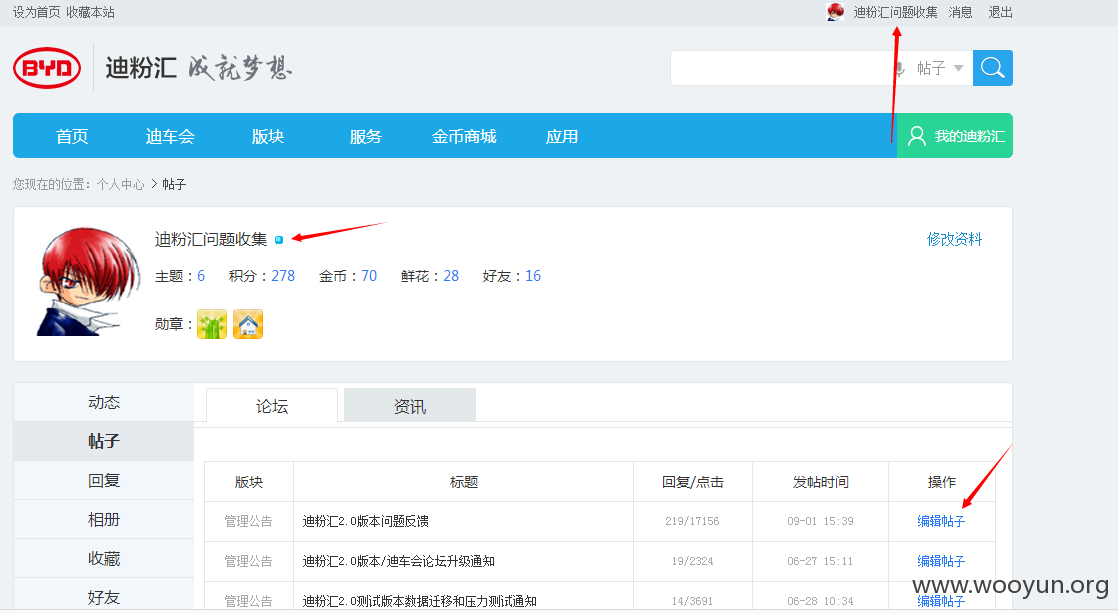 设为首页 收藏本站 迪粉汇问题收集 消息 退出
BYD 迪粉汇 成就梦想 帖子
首页 迪车会 版块 服务 金币商城 应用 我的迪粉汇
您现在的位置: 个人中心 > 帖子
迪粉汇问题收集 修改资料
主题：6 积分：278 金币：70 鲜花：28 好友：16
勋章：
动态 论坛 资讯
帖子
回复 版块 标题 回复/点击 发帖时间 操作
相册 管理公告 迪粉汇2.0版本问题反馈 219/17156 09-01 15:39 编辑帖子
收藏 管理公告 迪粉汇2.0版本/迪车会论坛升级通知 19/2324 06-27 15:11 编辑帖子
好友 管理公告 迪粉汇2.0测试版本数据迁移和压力测试通知 14/3691 06-28 10:34 编辑帖子
www.wooyun.org